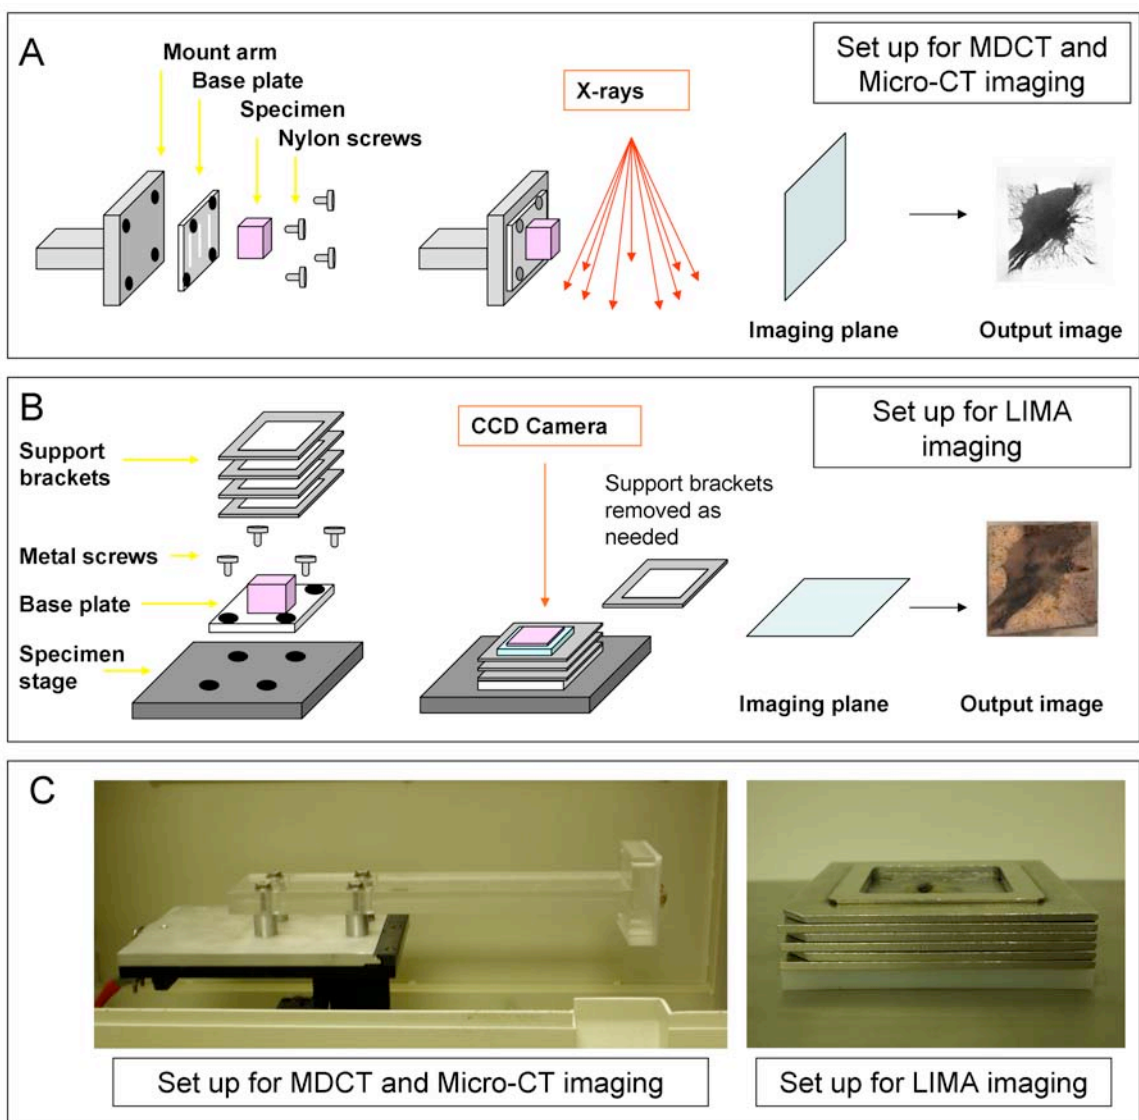 A
Mount arm
Base plate
Specimen
Nylon screws
X-rays
Set up for MDCT and
Micro-CT imaging
Imaging plane
Output image
B
Support
brackets
Metal screws
Base plate
Specimen
stage
CCD Camera
Support brackets
removed as
needed
Set up for LIMA
imaging
Imaging plane
Output image
C
Set up for MDCT and Micro-CT imaging
Set up for LIMA imaging